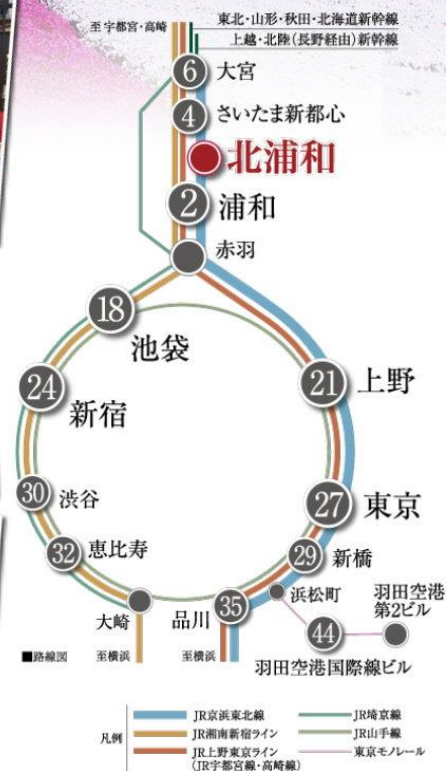 至 宇都宮・高崎
東北・山形・秋田・北海道新幹線
上越・北陸（長野経由）新幹線
6 大宮
4 さいたま新都心
北浦和
2 浦和
赤羽
18
池袋
24
新宿
21 上野
27 東京
30 渋谷
32 恵比寿
29 新橋
大崎
品川 35
浜松町
44
羽田空港
第2ビル
羽田空港国際線ビル
■路線図
至横浜
至横浜
凡例
JR京浜東北線
JR湘南新宿ライン
JR上野東京ライン
（JR宇都宮線・高崎線）
JR埼京線
JR山手線
東京モノレール